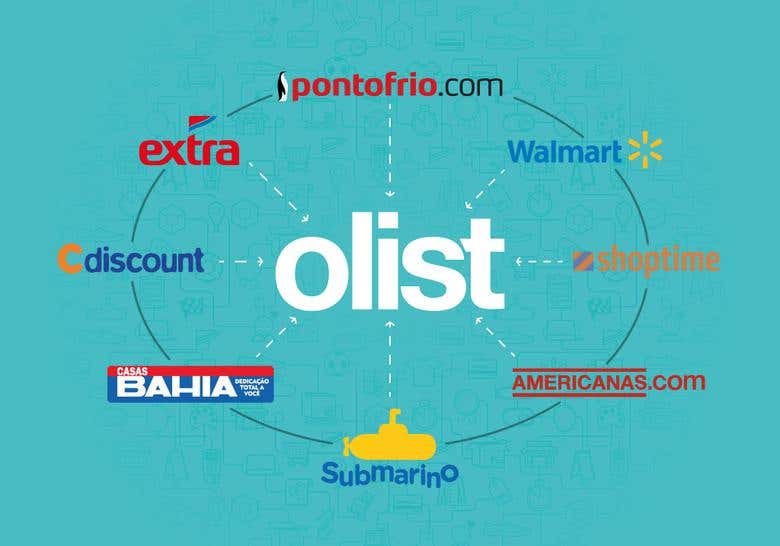 pontofrio.com
extra
Walmart
Cdiscount
olist
shoptime
CASAS
BAHIA
DEDICAÇÃO
TOTAL A
VOCÊ
AMERICANAS.com
Submarino